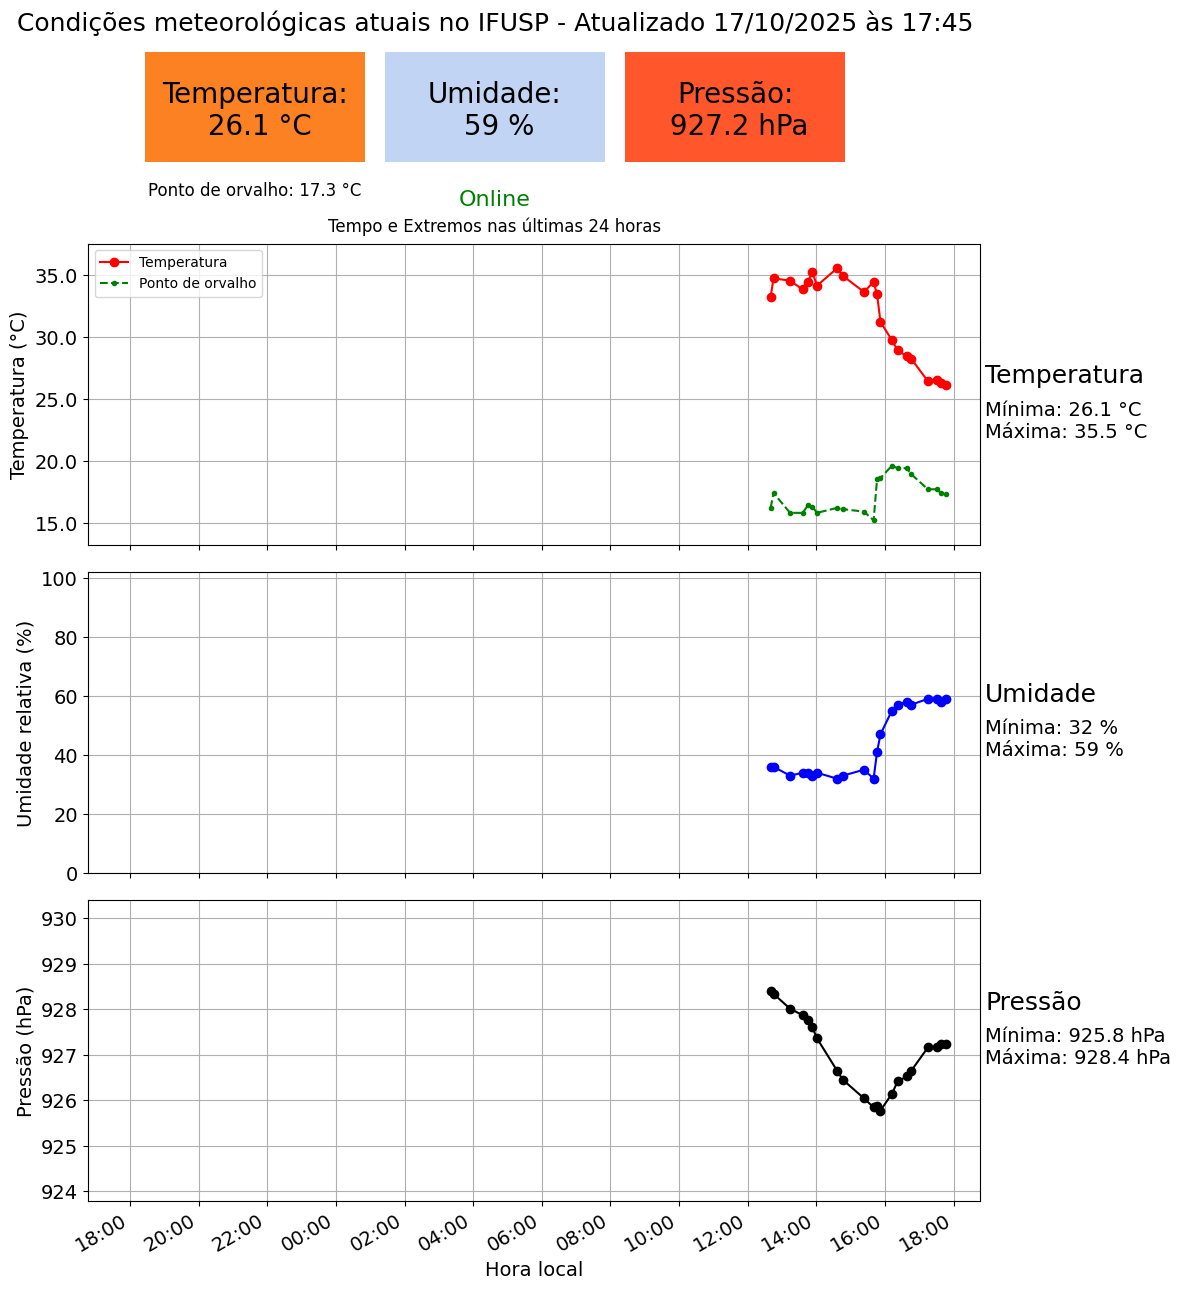 Condições meteorológicas atuais no IFUSP - Atualizado 17/10/2025 às 17:45
Temperatura:
26.1 °C
Umidade:
59 %
Pressão:
927.2 hPa
Ponto de orvalho: 17.3 °C
Online
Tempo e Extremos nas últimas 24 horas
Temperatura
Ponto de orvalho
Temperatura (°C)
35.0
30.0
25.0
20.0
15.0
Temperatura
Mínima: 26.1 °C
Máxima: 35.5 °C
Umidade relativa (%)
100
80
60
40
20
0
Umidade
Mínima: 32 %
Máxima: 59 %
Pressão (hPa)
930
929
928
927
926
925
924
Pressão
Mínima: 925.8 hPa
Máxima: 928.4 hPa
18:00
20:00
22:00
00:00
02:00
04:00
06:00
08:00
10:00
12:00
14:00
16:00
18:00
Hora local